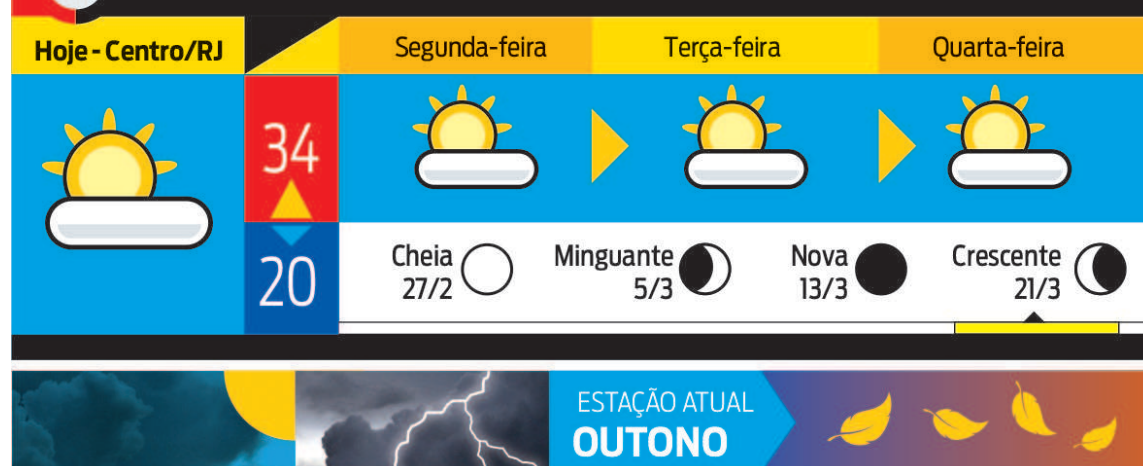 Hoje - Centro/RJ
Segunda-feira
Terça-feira
Quarta-feira
34
20
Cheia
27/2
Minguante
5/3
Nova
13/3
Crescente
21/3
ESTAÇÃO ATUAL
OUTONO